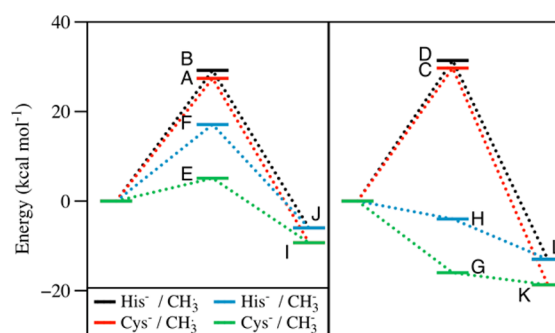 40
20
0
−20
Energy (kcal mol⁻¹)
B
A
F
E
J
I
D
C
H
G
K
His⁻ / CH₃˙ His⁻ / CH₃⁻
Cys⁻ / CH₃˙ Cys⁻ / CH₃⁻